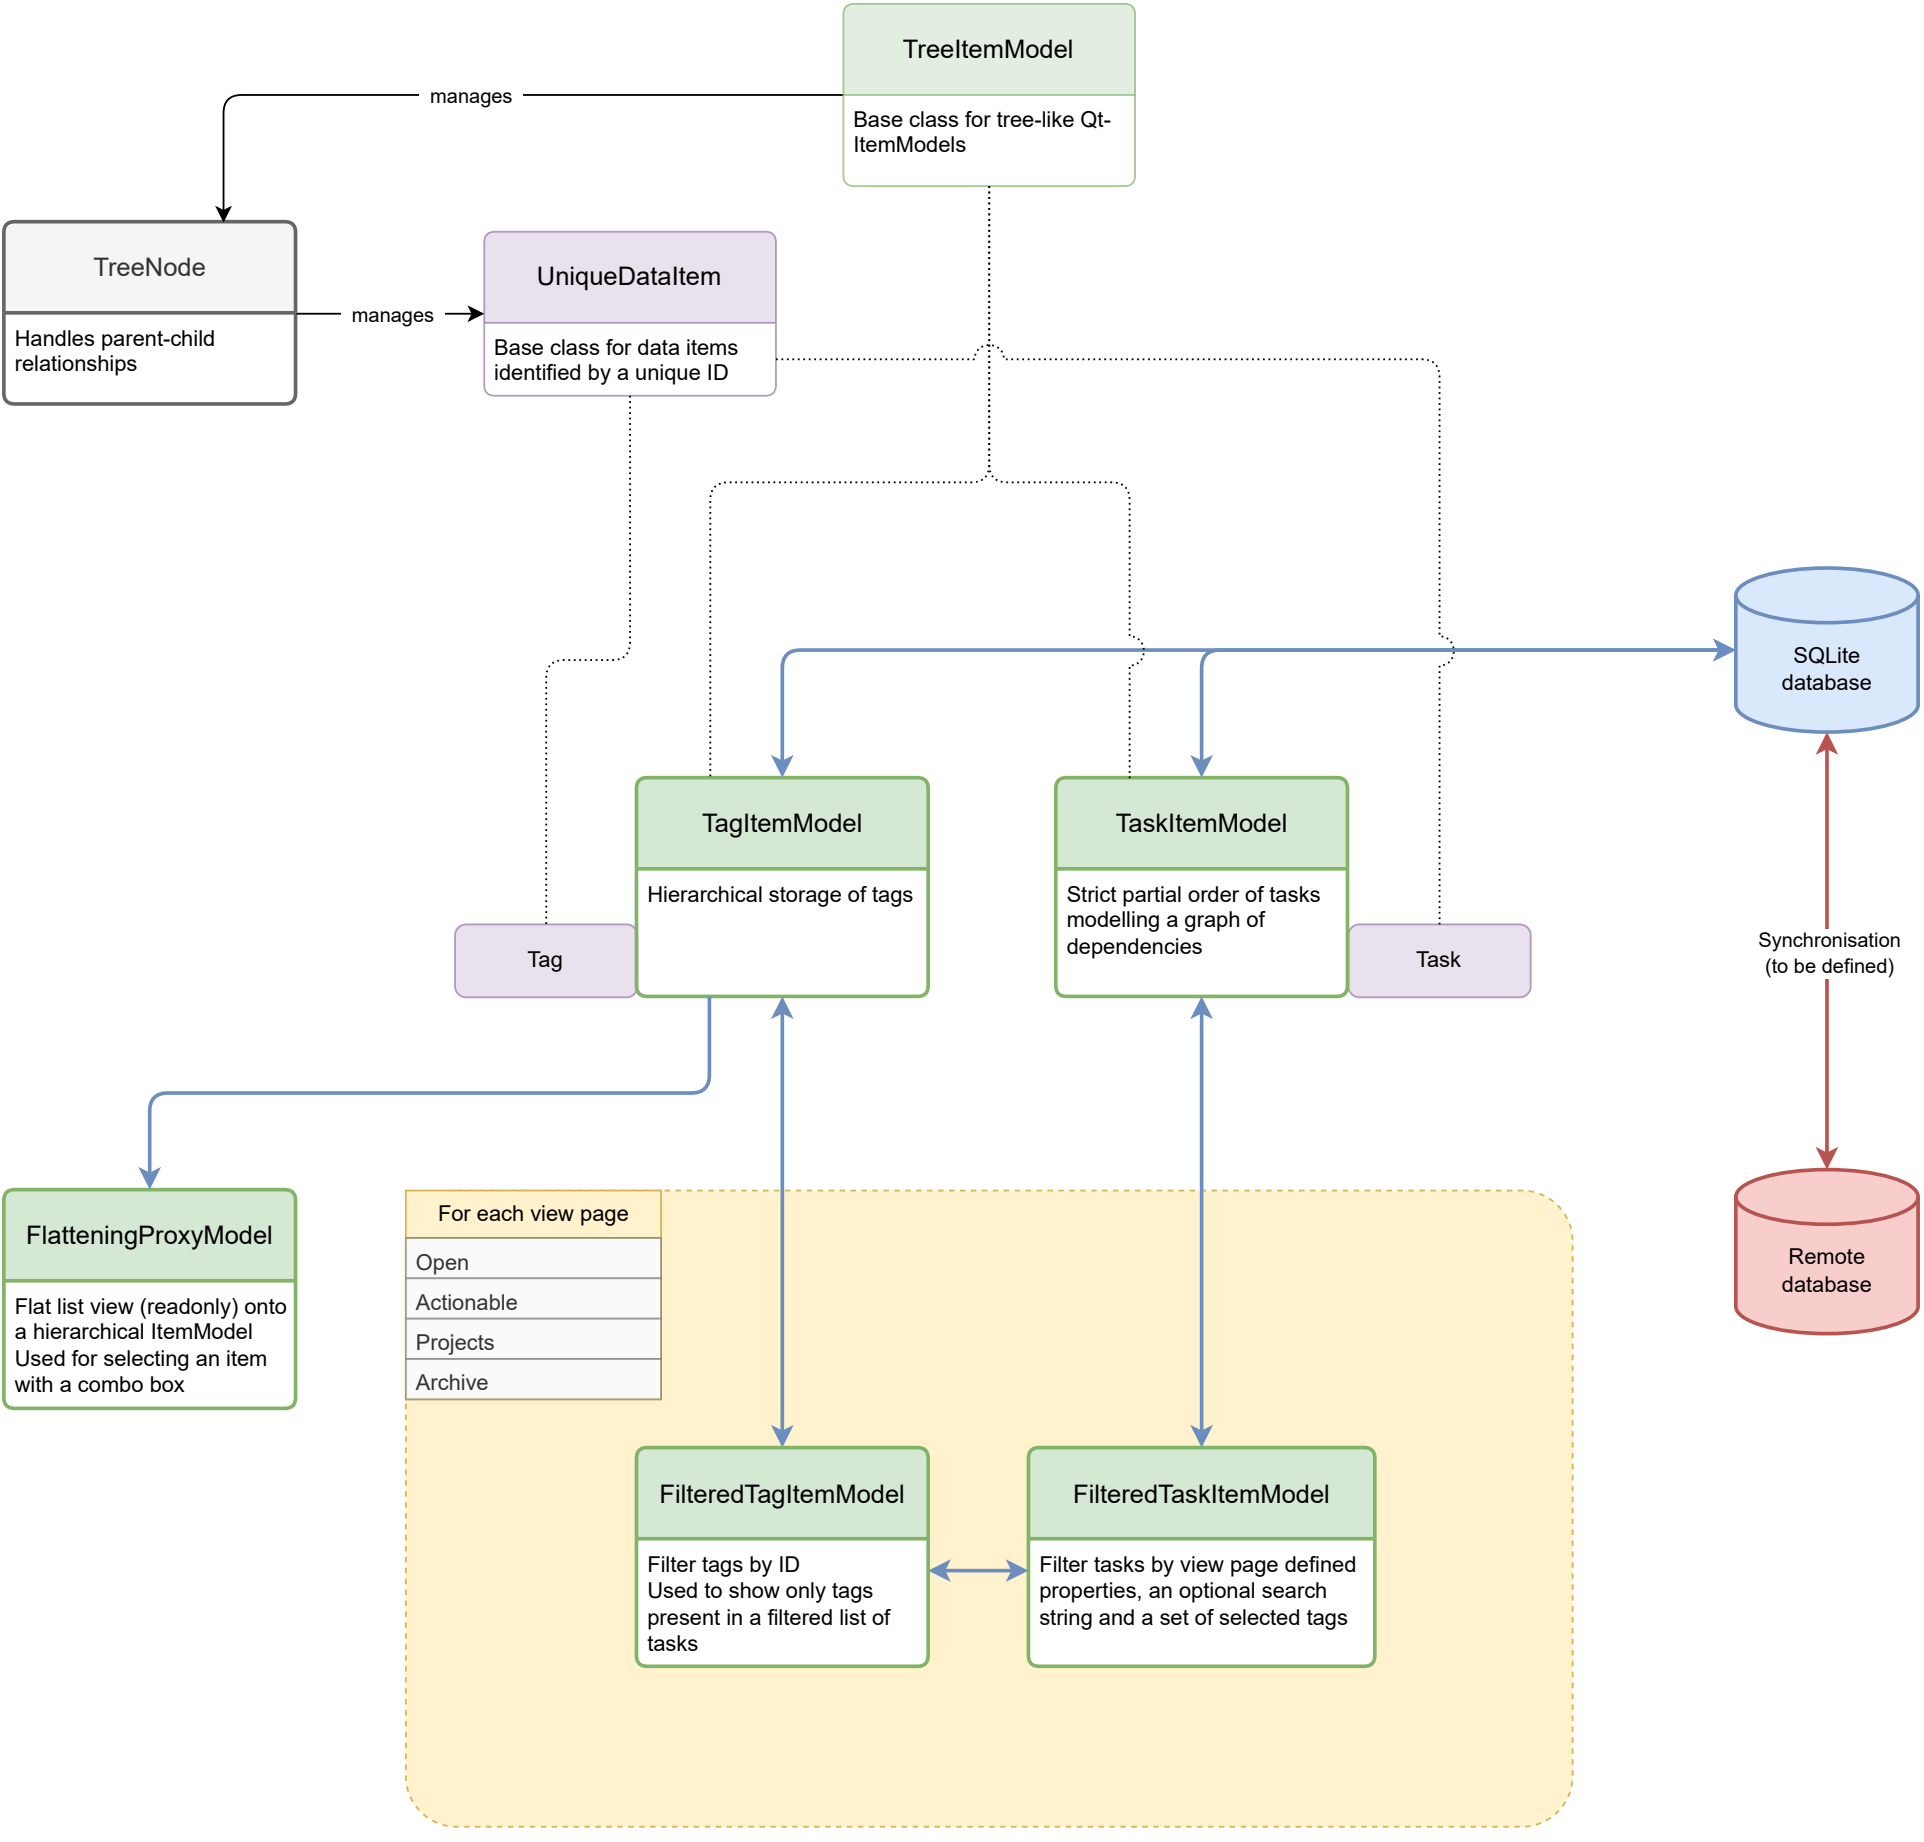 TreeItemModel
manages
Base class for tree-like Qt-
ItemModels
TreeNode
UniqueDataItem
manages
Handles parent-child
relationships
Base class for data items
identified by a unique ID
SQLite
database
TagItemModel
TaskItemModel
Hierarchical storage of tags
Strict partial order of tasks
modelling a graph of
dependencies
Tag
Task
Synchronisation
(to be defined)
FlatteningProxyModel
Flat list view (readonly) onto
a hierarchical ItemModel
Used for selecting an item
with a combo box
For each view page
Open
Actionable
Projects
Archive
Remote
database
FilteredTagItemModel
FilteredTaskItemModel
Filter tags by ID
Used to show only tags
present in a filtered list of
tasks
Filter tasks by view page defined
properties, an optional search
string and a set of selected tags